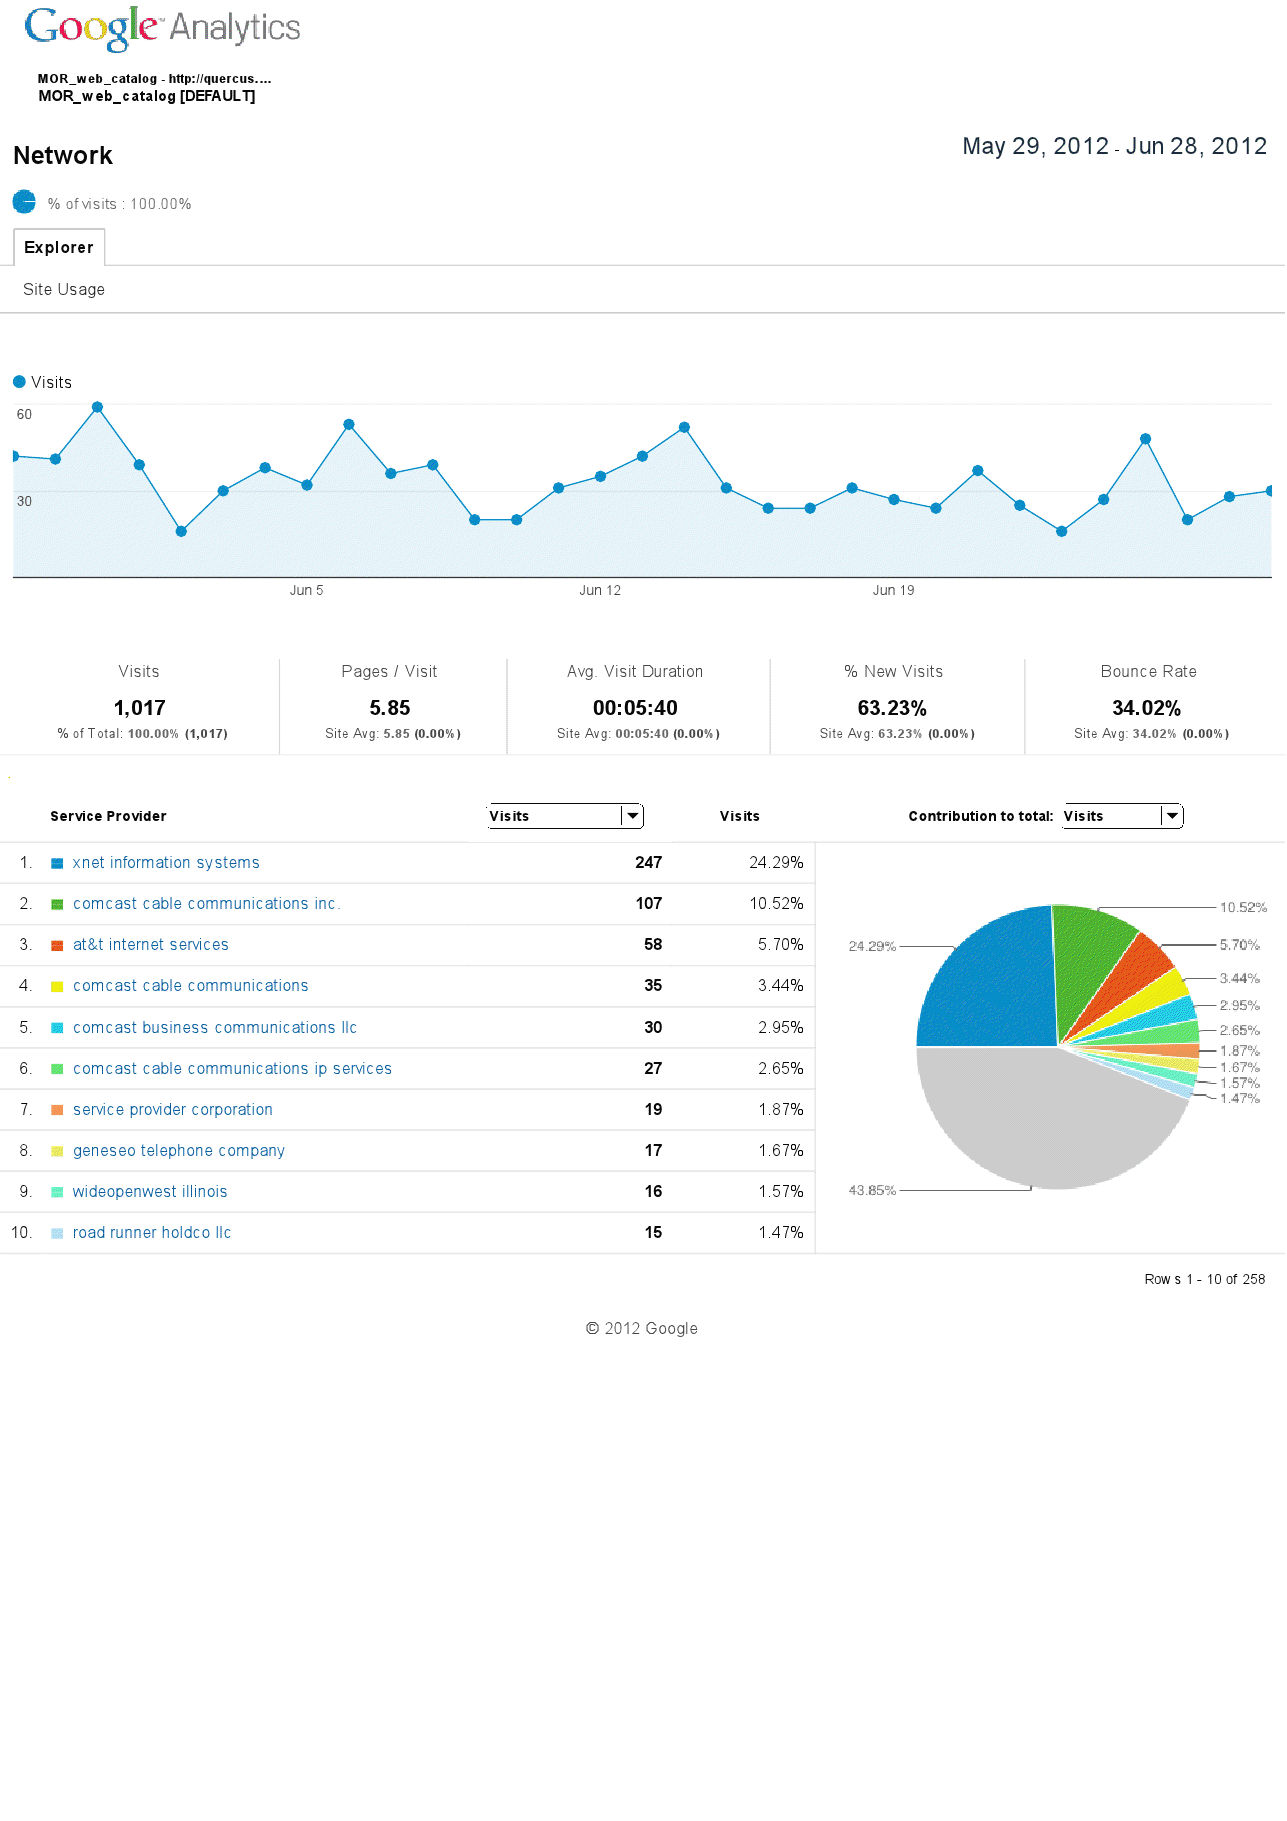 Google™ Analytics
MOR_web_catalog - http://quercus....
MOR_web_catalog [DEFAULT]
Network
May 29, 2012 - Jun 28, 2012
% of visits : 100.00%
Explorer
Site Usage
Visits
60
30
Jun 5 Jun 12 Jun 19
Visits Pages / Visit Avg. Visit Duration % New Visits Bounce Rate
1,017 5.85 00:05:40 63.23% 34.02%
% of Total: 100.00% (1,017) Site Avg: 5.85 (0.00%) Site Avg: 00:05:40 (0.00%) Site Avg: 63.23% (0.00%) Site Avg: 34.02% (0.00%)
Service Provider Visits Visits Contribution to total: Visits
1. xnet information systems 247 24.29%
2. comcast cable communications inc. 107 10.52%
3. at&t internet services 58 5.70%
4. comcast cable communications 35 3.44%
5. comcast business communications llc 30 2.95%
6. comcast cable communications ip services 27 2.65%
7. service provider corporation 19 1.87%
8. geneseo telephone company 17 1.67%
9. wideopenwest illinois 16 1.57%
10. road runner holdco llc 15 1.47%
24.29%
10.52%
5.70%
3.44%
2.95%
2.65%
1.87%
1.67%
1.57%
1.47%
43.85%
Rows 1 - 10 of 258
© 2012 Google